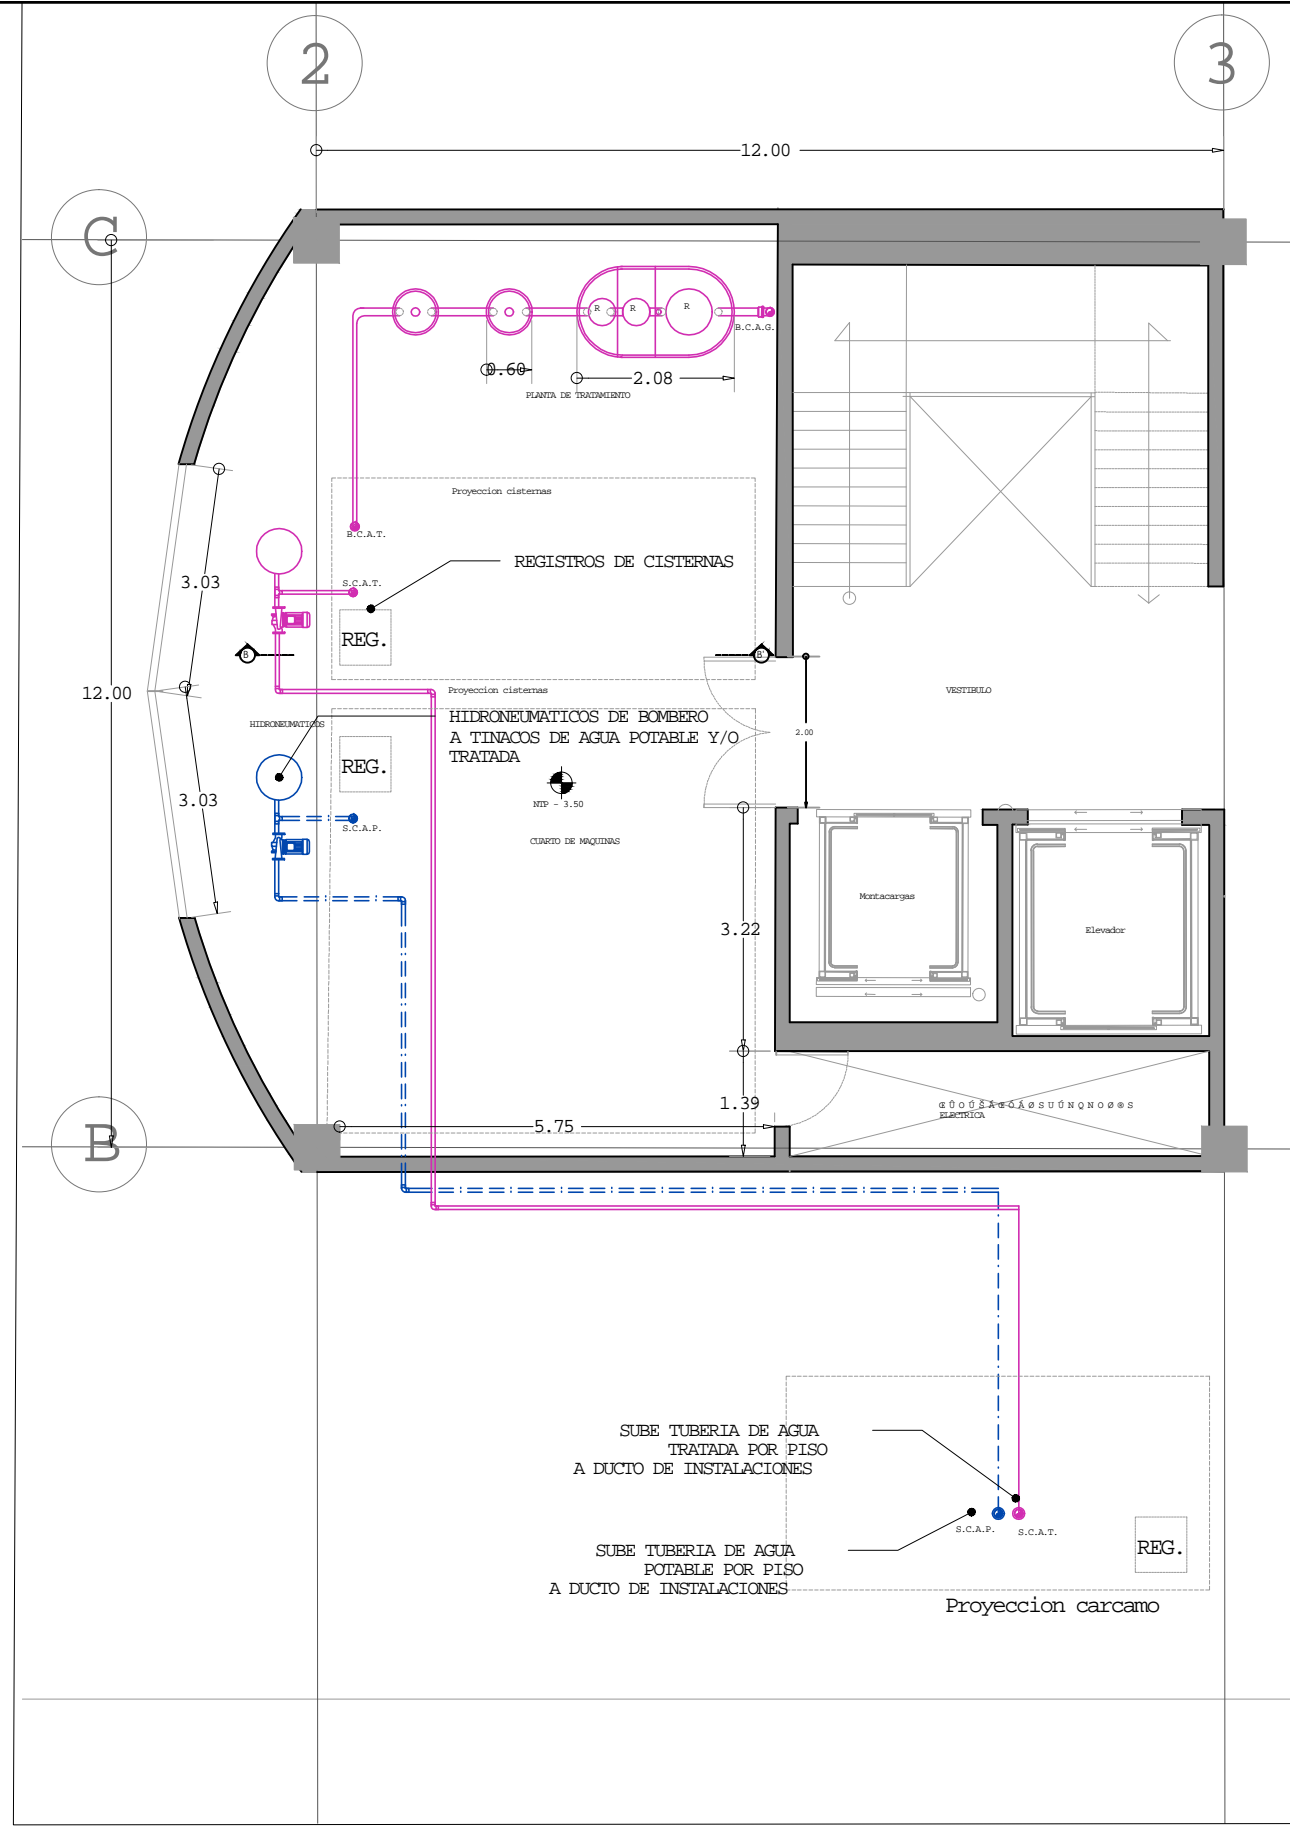 2
3
12.00
C
R
R
R
B.C.A.G.
0.60
2.08
PLANTA DE TRATAMIENTO
Proyeccion cisternas
B.C.A.T.
REGISTROS DE CISTERNAS
3.03
S.C.A.T.
REG.
B
B'
12.00
Proyeccion cisternas
VESTIBULO
HIDRONEUMATICOS
HIDRONEUMATICOS DE BOMBERO
A TINACOS DE AGUA POTABLE Y/O
TRATADA
2.00
REG.
3.03
NTP - 3.50
S.C.A.P.
CUARTO DE MAQUINAS
Montacargas
3.22
Elevador
1.39
ELECTRICA
5.75
B
SUBE TUBERIA DE AGUA
TRATADA POR PISO
A DUCTO DE INSTALACIONES
S.C.A.P.
S.C.A.T.
REG.
SUBE TUBERIA DE AGUA
POTABLE POR PISO
A DUCTO DE INSTALACIONES
Proyeccion carcamo